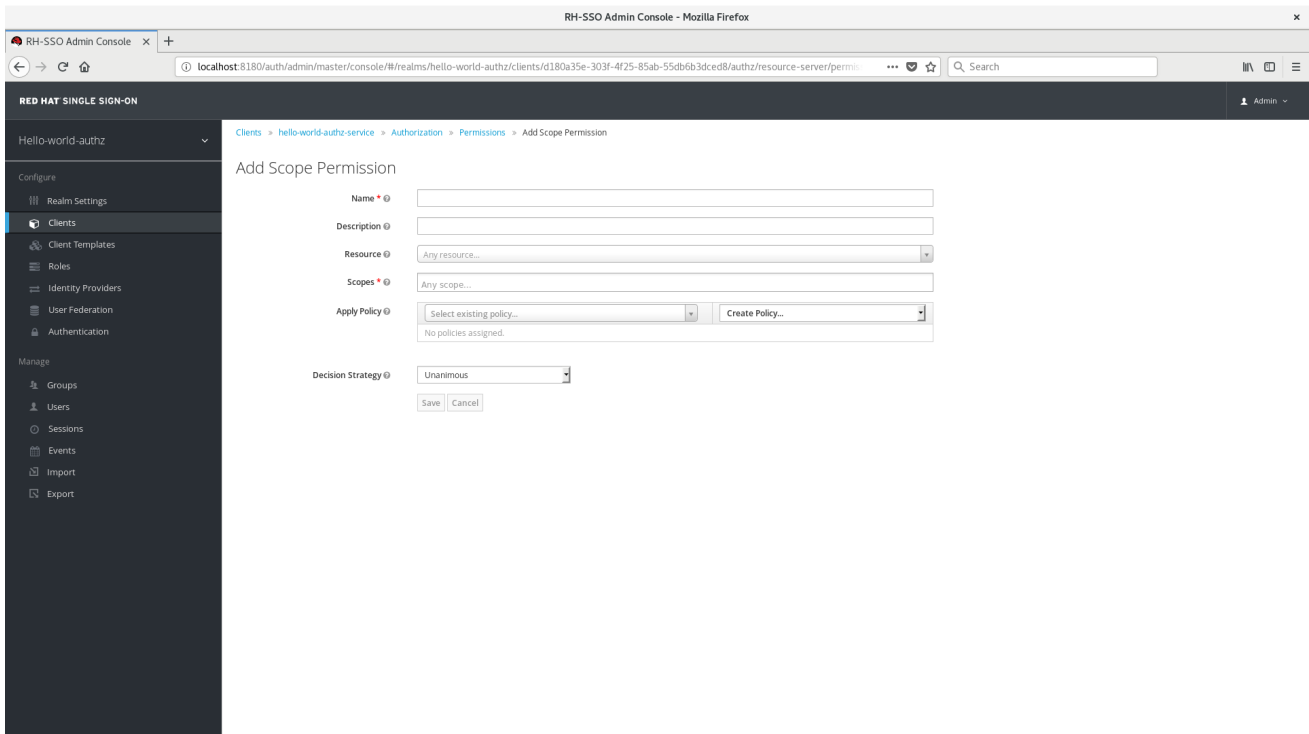 RH-SSO Admin Console - Mozilla Firefox
RH-SSO Admin Console
localhost:8180/auth/admin/master/console/#/realms/hello-world-authz/clients/d180a35e-303f-4f25-85ab-55db6b3dced8/authz/resource-server/permi
Search
RED HAT SINGLE SIGN-ON
Admin
Hello-world-authz
Clients » hello-world-authz-service » Authorization » Permissions » Add Scope Permission
Configure
Realm Settings
Clients
Client Templates
Roles
Identity Providers
User Federation
Authentication
Manage
Groups
Users
Sessions
Events
Import
Export
Add Scope Permission
Name *
Description
Resource
Any resource...
Scopes *
Any scope...
Apply Policy
Select existing policy...
Create Policy...
No policies assigned.
Decision Strategy
Unanimous
Save
Cancel